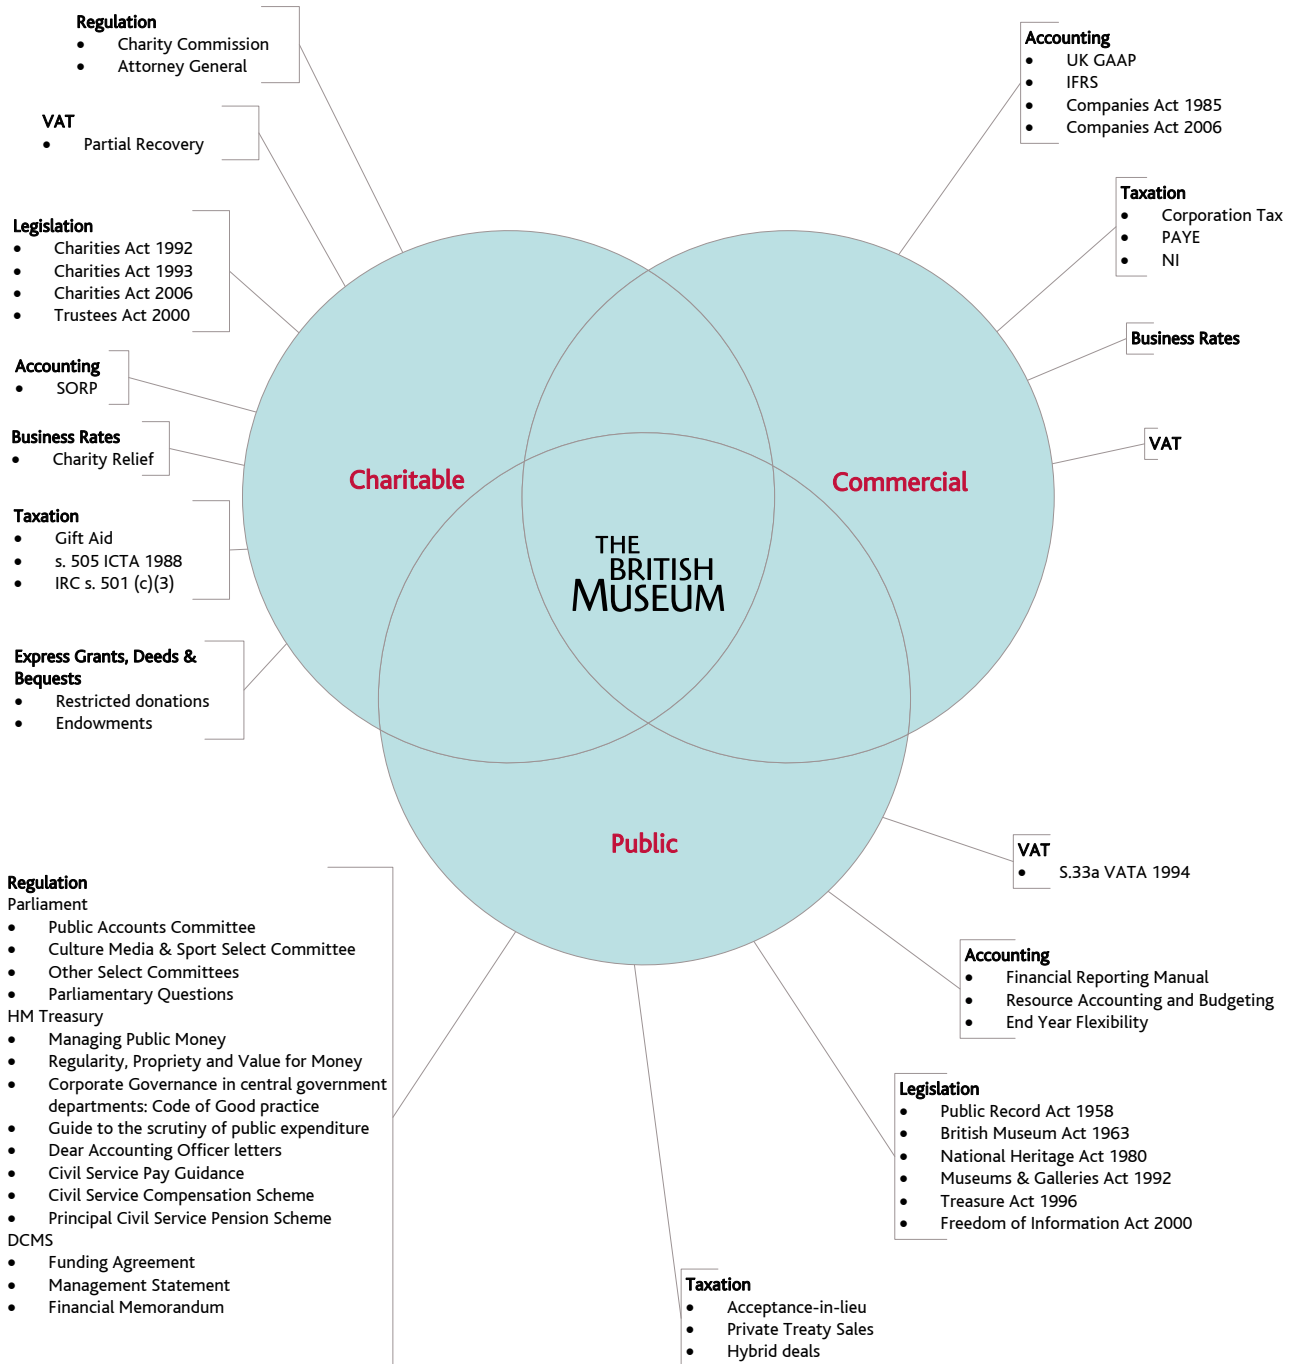 Regulation
• Charity Commission
• Attorney General
VAT
• Partial Recovery
Legislation
• Charities Act 1992
• Charities Act 1993
• Charities Act 2006
• Trustees Act 2000
Accounting
• SORP
Business Rates
• Charity Relief
Taxation
• Gift Aid
• s. 505 ICTA 1988
• IRC s. 501 (c)(3)
Express Grants, Deeds &
Bequests
• Restricted donations
• Endowments
Accounting
• UK GAAP
• IFRS
• Companies Act 1985
• Companies Act 2006
Taxation
• Corporation Tax
• PAYE
• NI
Business Rates
VAT
Charitable
Commercial
THE
BRITISH
MUSEUM
Public
Regulation
Parliament
• Public Accounts Committee
• Culture Media & Sport Select Committee
• Other Select Committees
• Parliamentary Questions
HM Treasury
• Managing Public Money
• Regularity, Propriety and Value for Money
• Corporate Governance in central government
departments: Code of Good practice
• Guide to the scrutiny of public expenditure
• Dear Accounting Officer letters
• Civil Service Pay Guidance
• Civil Service Compensation Scheme
• Principal Civil Service Pension Scheme
DCMS
• Funding Agreement
• Management Statement
• Financial Memorandum
VAT
• S.33a VATA 1994
Accounting
• Financial Reporting Manual
• Resource Accounting and Budgeting
• End Year Flexibility
Legislation
• Public Record Act 1958
• British Museum Act 1963
• National Heritage Act 1980
• Museums & Galleries Act 1992
• Treasure Act 1996
• Freedom of Information Act 2000
Taxation
• Acceptance-in-lieu
• Private Treaty Sales
• Hybrid deals